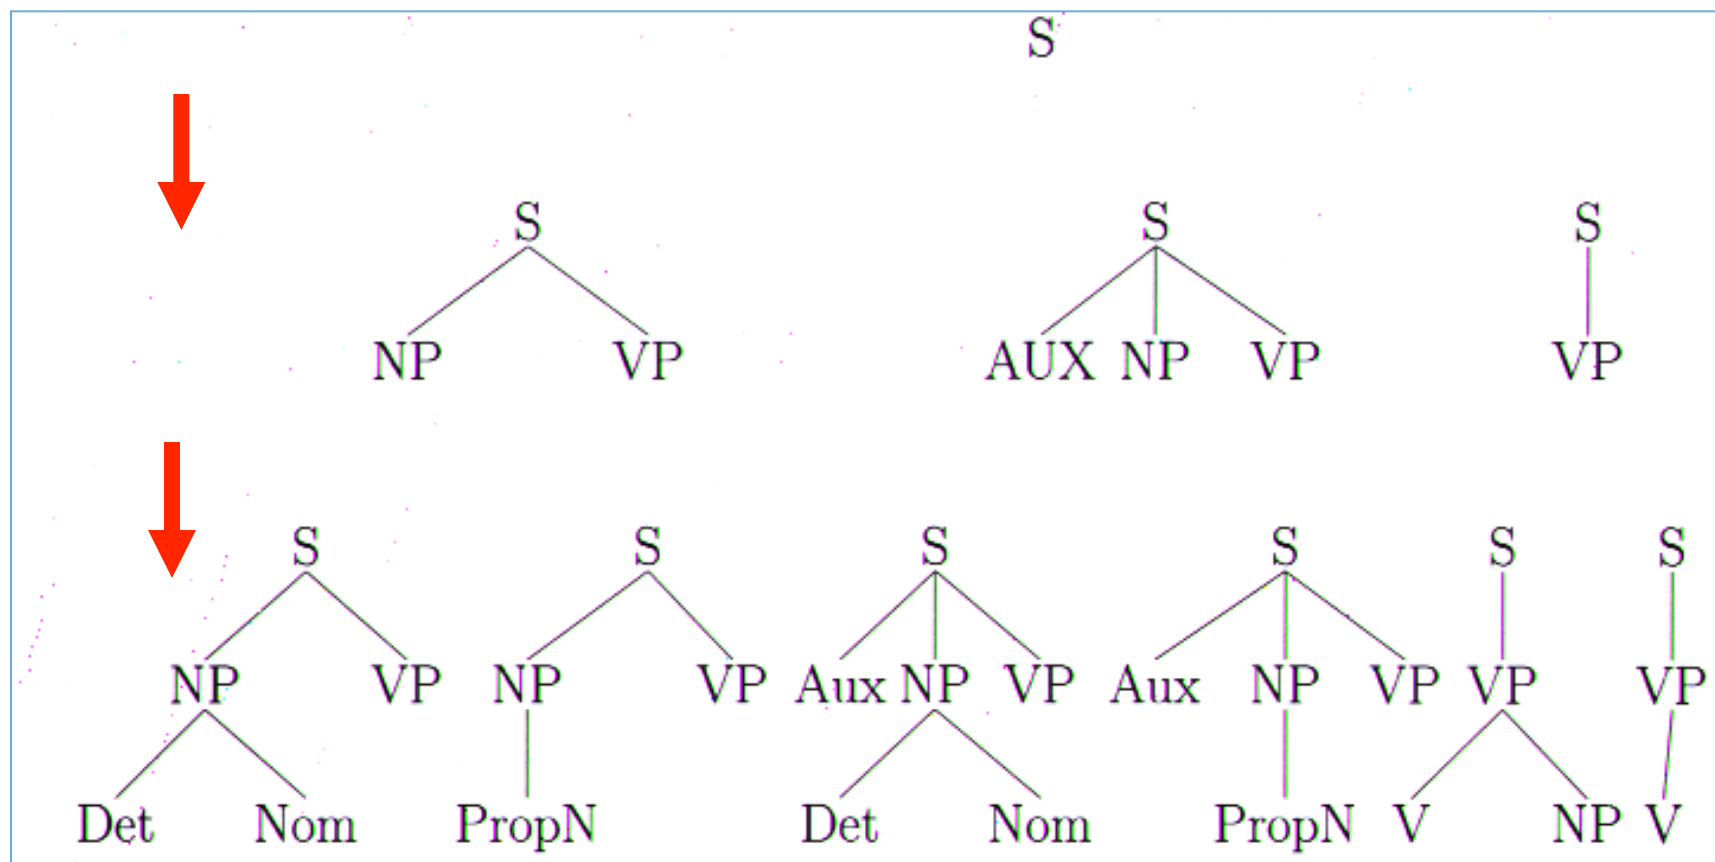 S
S S S
NP VP AUX NP VP VP
S S S S S S
NP VP NP VP Aux NP VP Aux NP VP VP VP
Det Nom PropN Det Nom PropN V NP V